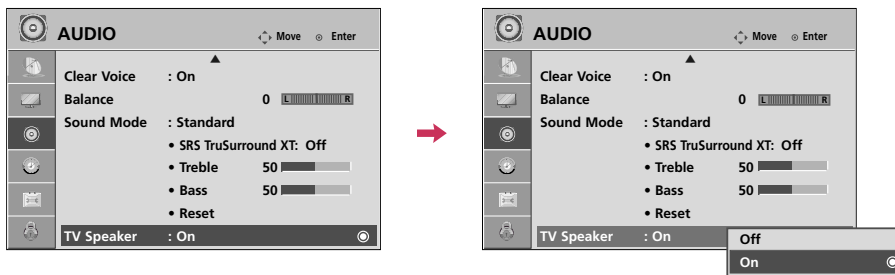 AUDIO
Move Enter
Clear Voice : On
Balance 0 L R
Sound Mode : Standard
• SRS TruSurround XT: Off
• Treble 50
• Bass 50
• Reset
TV Speaker : On
AUDIO
Move Enter
Clear Voice : On
Balance 0 L R
Sound Mode : Standard
• SRS TruSurround XT: Off
• Treble 50
• Bass 50
• Reset
TV Speaker : On
Off
On